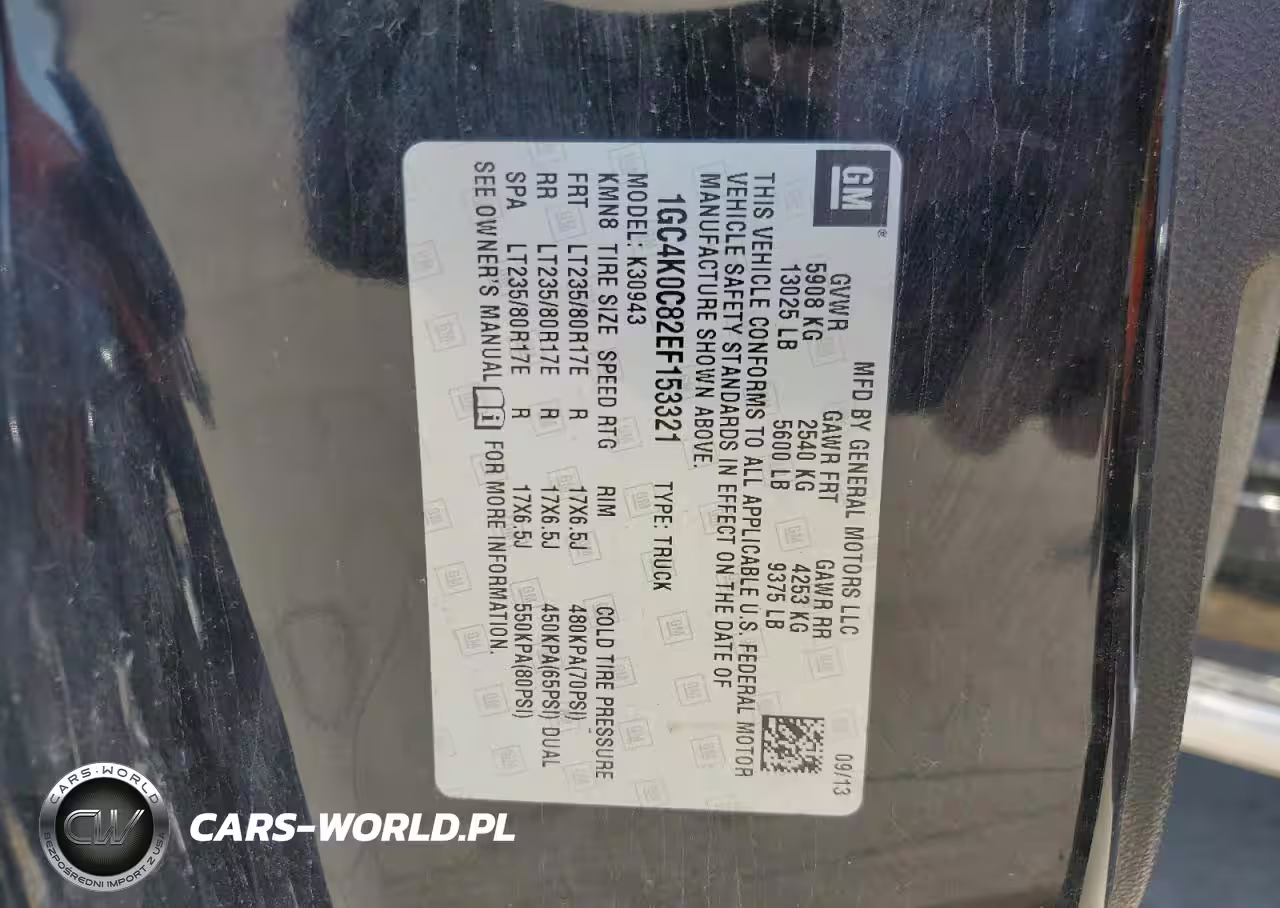 GM
®
MFD BY GENERAL MOTORS LLC 09/13
GVWR GAWR FRT GAWR RR
5908 KG 2540 KG 4253 KG
13025 LB 5600 LB 9375 LB
THIS VEHICLE CONFORMS TO ALL APPLICABLE U.S. FEDERAL MOTOR
VEHICLE SAFETY STANDARDS IN EFFECT ON THE DATE OF
MANUFACTURE SHOWN ABOVE.
1GC4K0C82EF153321 TYPE: TRUCK
MODEL: K30943
KMN8 TIRE SIZE SPEED RTG RIM COLD TIRE PRESSURE
FRT LT235/80R17E R 17X6.5J 480KPA(70PSI)
RR LT235/80R17E R 17X6.5J 450KPA(65PSI) DUAL
SPA LT235/80R17E R 17X6.5J 550KPA(80PSI)
SEE OWNER'S MANUAL i FOR MORE INFORMATION.
CARS-WORLD
CW
BEZPOŚREDNI IMPORT Z USA
CARS-WORLD.PL